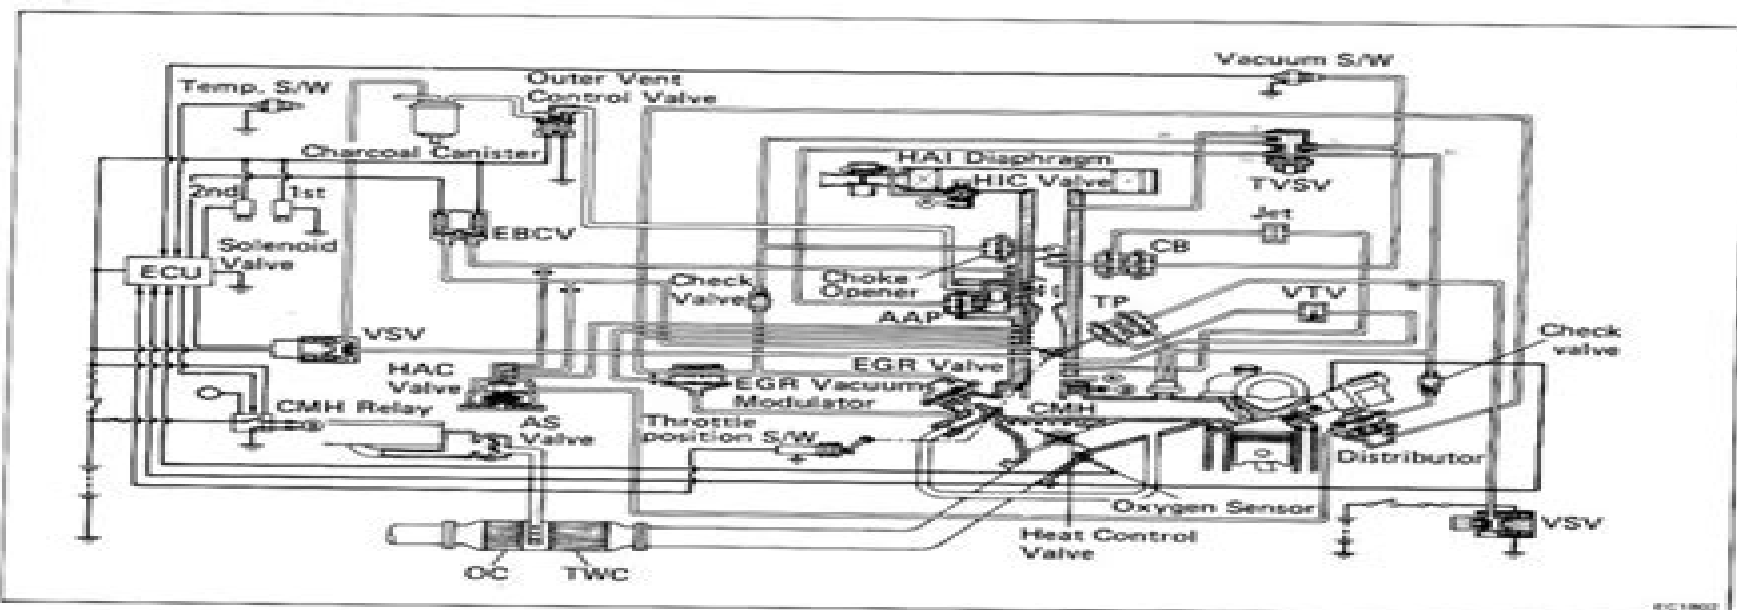 Vacuum S/W
Temp. S/W
Outer Vent
Control Valve
Charcoal Canister
HAI Diaphragm
HIC Valve
TVSV
2nd
1st
Jet
EBCV
Solenoid
Valve
CB
ECU
Check
Valve
Choke
Opener
TP
VTV
AAP
VSV
Check
valve
EGR Valve
HAC
Valve
EGR Vacuum
Modulator
CMH Relay
CMH
AS
Valve
Throttle
position S/W
Distributor
Oxygen Sensor
VSV
Heat Control
Valve
OC
TWC